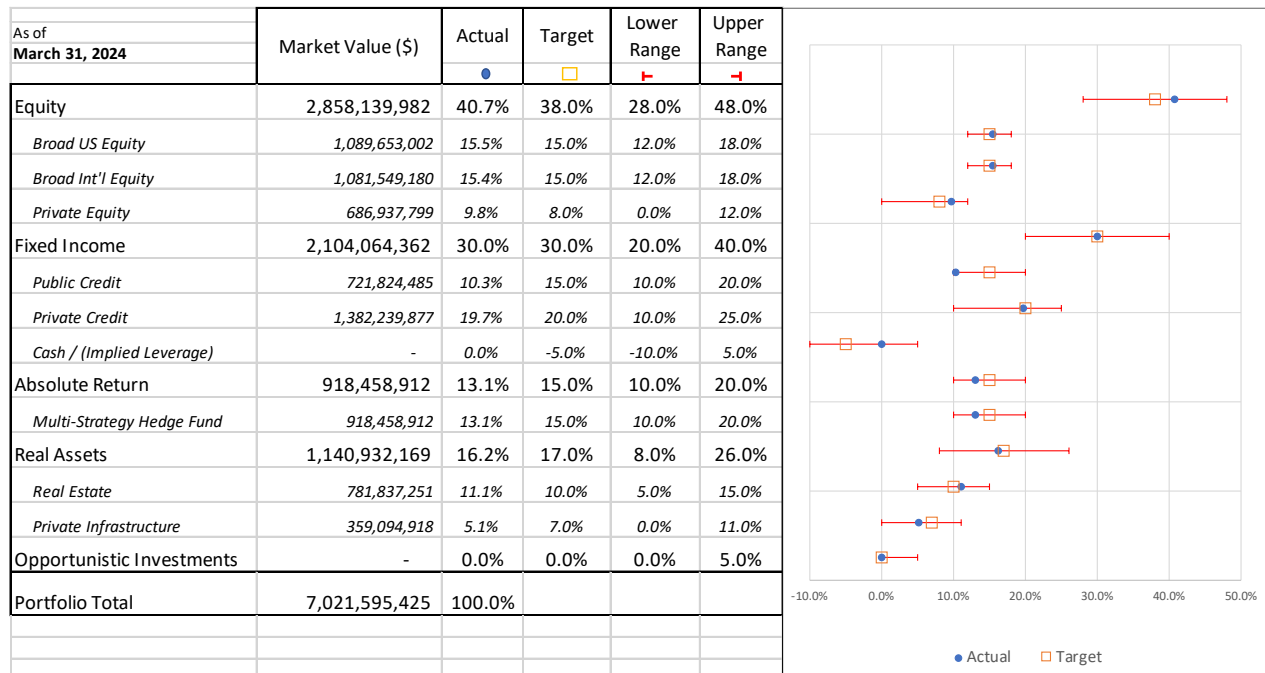 As of
March 31, 2024
Market Value ($) Actual Target Lower Range Upper Range
Equity 2,858,139,982 40.7% 38.0% 28.0% 48.0%
Broad US Equity 1,089,653,002 15.5% 15.0% 12.0% 18.0%
Broad Int'l Equity 1,081,549,180 15.4% 15.0% 12.0% 18.0%
Private Equity 686,937,799 9.8% 8.0% 0.0% 12.0%
Fixed Income 2,104,064,362 30.0% 30.0% 20.0% 40.0%
Public Credit 721,824,485 10.3% 15.0% 10.0% 20.0%
Private Credit 1,382,239,877 19.7% 20.0% 10.0% 25.0%
Cash / (Implied Leverage) - 0.0% -5.0% -10.0% 5.0%
Absolute Return 918,458,912 13.1% 15.0% 10.0% 20.0%
Multi-Strategy Hedge Fund 918,458,912 13.1% 15.0% 10.0% 20.0%
Real Assets 1,140,932,169 16.2% 17.0% 8.0% 26.0%
Real Estate 781,837,251 11.1% 10.0% 5.0% 15.0%
Private Infrastructure 359,094,918 5.1% 7.0% 0.0% 11.0%
Opportunistic Investments - 0.0% 0.0% 0.0% 5.0%
Portfolio Total 7,021,595,425 100.0%
-10.0% 0.0% 10.0% 20.0% 30.0% 40.0% 50.0%
Actual Target